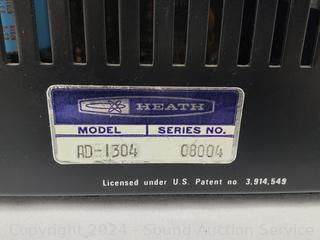 HEATH
MODEL SERIES NO.
AD-1304 08004
Licensed under U.S. Patent no 3,914,549
Copyright 2024 - Sound Auction Service